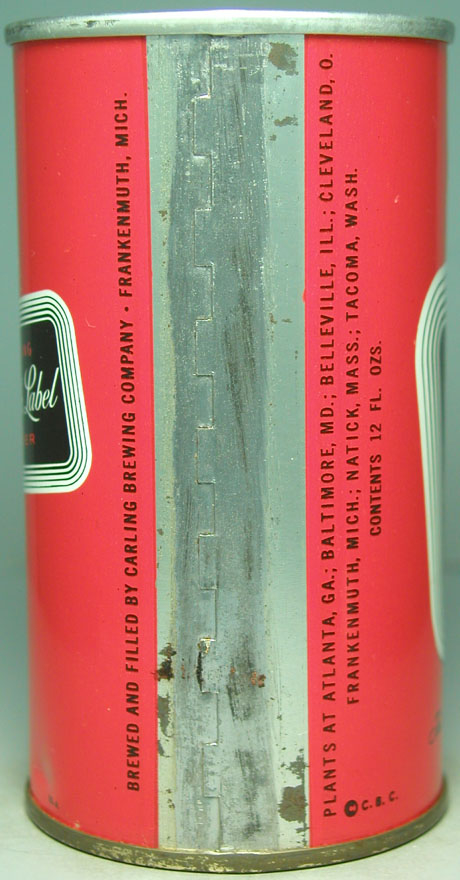 Label
BREWED AND FILLED BY CARLING BREWING COMPANY · FRANKENMUTH, MICH.
PLANTS AT ATLANTA, GA.; BALTIMORE, MD.; BELLEVILLE, ILL.; CLEVELAND, O.
FRANKENMUTH, MICH.; NATICK, MASS.; TACOMA, WASH.
CONTENTS 12 FL. OZS.
C. B. C.